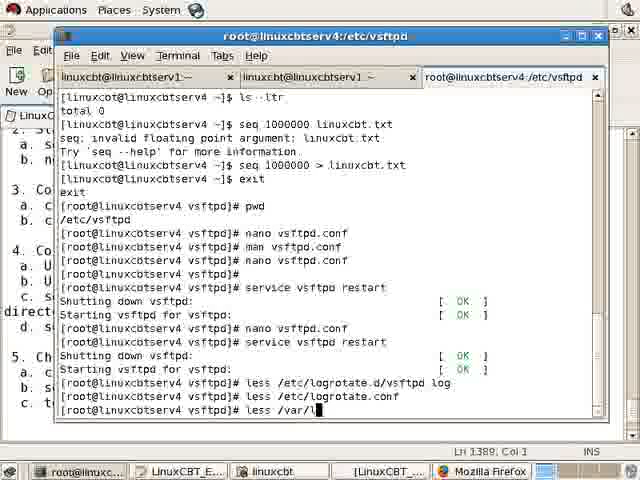 Applications Places System
root@linuxcbtserv4:/etc/vsftpd
File Edit View Terminal Tabs Help
linuxcbt@linuxcbtserv1:~
linuxcbt@linuxcbtserv1:~
root@linuxcbtserv4:/etc/vsftpd
[linuxcbt@linuxcbtserv4 ~]$ ls -ltr
total 0
[linuxcbt@linuxcbtserv4 ~]$ seq 1000000 linuxcbt.txt
seq: invalid floating point argument: linuxcbt.txt
Try `seq --help' for more information.
[linuxcbt@linuxcbtserv4 ~]$ seq 1000000 > linuxcbt.txt
[linuxcbt@linuxcbtserv4 ~]$ exit
exit
[root@linuxcbtserv4 vsftpd]# pwd
/etc/vsftpd
[root@linuxcbtserv4 vsftpd]# nano vsftpd.conf
[root@linuxcbtserv4 vsftpd]# man vsftpd.conf
[root@linuxcbtserv4 vsftpd]# nano vsftpd.conf
[root@linuxcbtserv4 vsftpd]#
[root@linuxcbtserv4 vsftpd]# service vsftpd restart
Shutting down vsftpd: [ OK ]
Starting vsftpd for vsftpd: [ OK ]
[root@linuxcbtserv4 vsftpd]# nano vsftpd.conf
[root@linuxcbtserv4 vsftpd]# service vsftpd restart
Shutting down vsftpd: [ OK ]
Starting vsftpd for vsftpd: [ OK ]
[root@linuxcbtserv4 vsftpd]# less /etc/logrotate.d/vsftpd log
[root@linuxcbtserv4 vsftpd]# less /etc/logrotate.conf
[root@linuxcbtserv4 vsftpd]# less /var/l
File Edi
New Op
LinuxC
a. s
b. n
3. Co
a. s
b. c
4. Co
a. U
b. U
c. s
directo
d. s
5. Ch
a. s
b. s
c. t
Ln 1389, Col 1 INS
root@linuxc... LinuxCBT_E... linuxcbt [LinuxCBT_... Mozilla Firefox